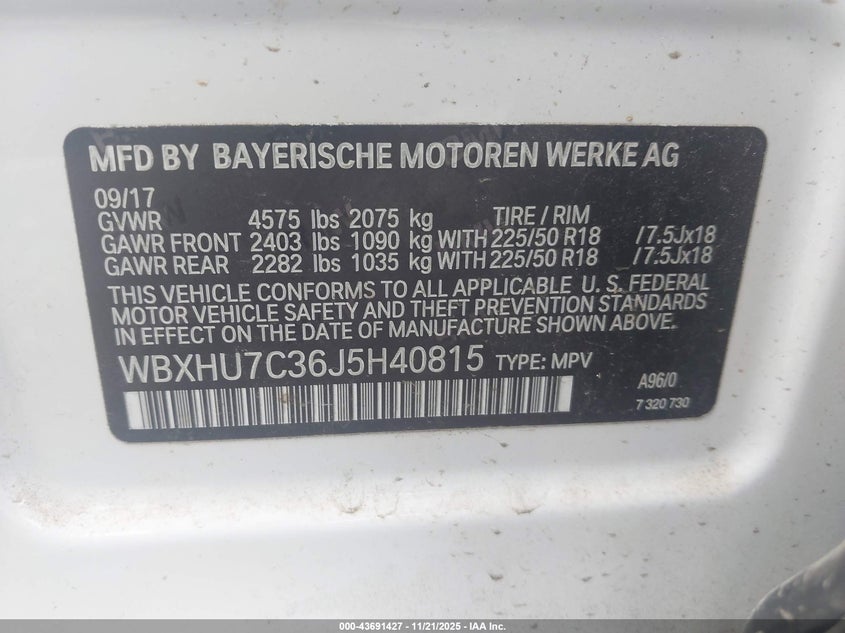 MFD BY BAYERISCHE MOTOREN WERKE AG
09/17
GVWR 4575 lbs 2075 kg TIRE / RIM
GAWR FRONT 2403 lbs 1090 kg WITH 225/50 R18 /7.5Jx18
GAWR REAR 2282 lbs 1035 kg WITH 225/50 R18 /7.5Jx18
THIS VEHICLE CONFORMS TO ALL APPLICABLE U. S. FEDERAL
MOTOR VEHICLE SAFETY AND THEFT PREVENTION STANDARDS
IN EFFECT ON THE DATE OF MANUFACTURE SHOWN ABOVE.
WBXHU7C36J5H40815 TYPE: MPV
A96/0
7 320 730
000-43691427 - 11/21/2025 - IAA Inc.